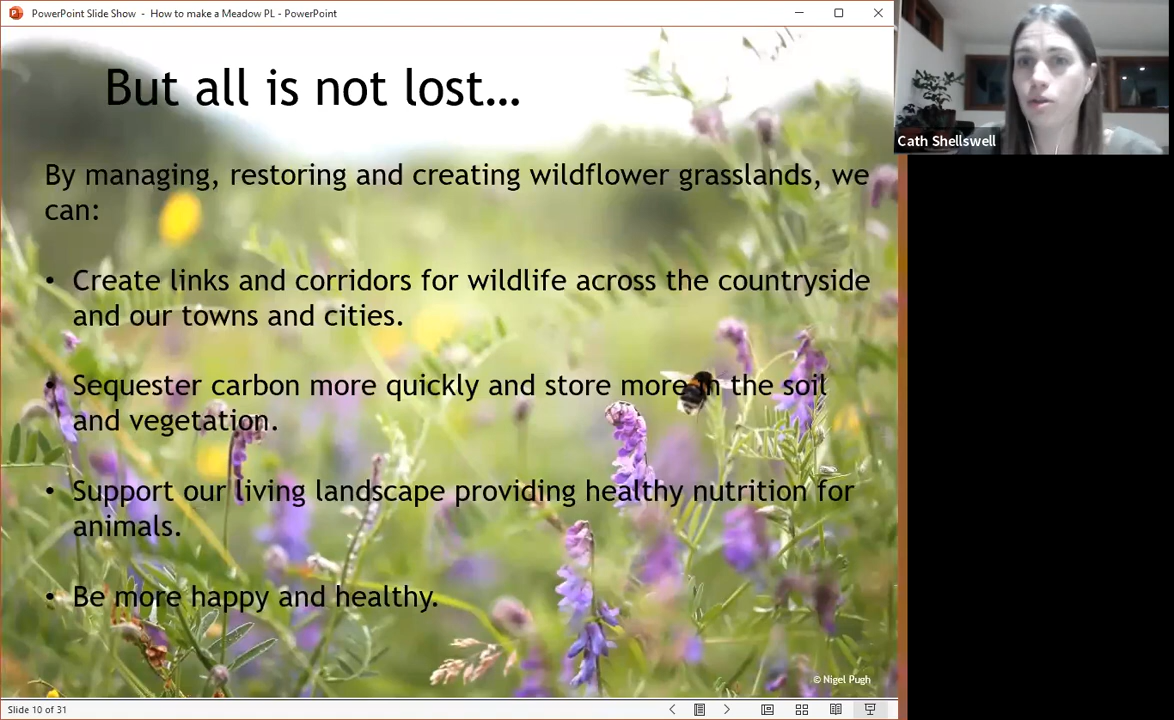 PowerPoint Slide Show - How to make a Meadow PL - PowerPoint
Cath Shellswell
But all is not lost...
By managing, restoring and creating wildflower grasslands, we
can:
• Create links and corridors for wildlife across the countryside
and our towns and cities.
• Sequester carbon more quickly and store more in the soil
and vegetation.
• Support our living landscape providing healthy nutrition for
animals.
• Be more happy and healthy.
© Nigel Pugh
Slide 10 of 31